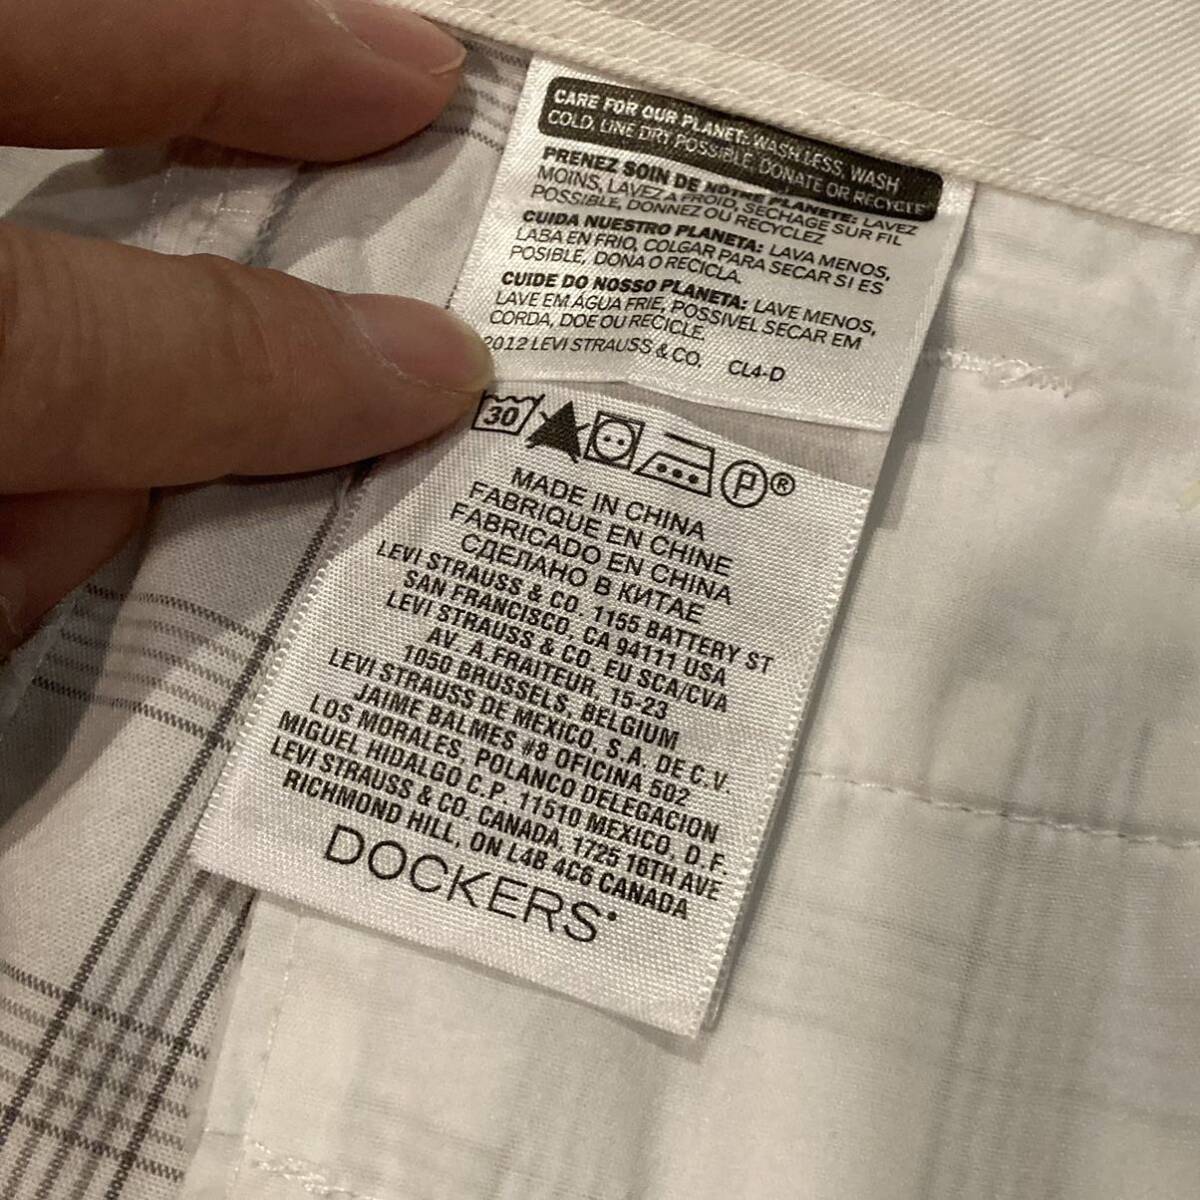 CARE FOR OUR PLANET: WASH LESS, WASH
COLD, LINE DRY POSSIBLE, DONATE OR RECYCLE
PRENEZ SOIN DE NOTRE PLANETE: LAVEZ
MOINS, LAVEZ A FROID, SECHAGE SUR FIL
POSSIBLE, DONNEZ OU RECYCLEZ
CUIDA NUESTRO PLANETA: LAVA MENOS,
LABA EN FRIO, COLGAR PARA SECAR SI ES
POSIBLE, DONA O RECICLA.
CUIDE DO NOSSO PLANETA: LAVE MENOS,
LAVE EM AGUA FRIE, POSSIVEL SECAR EM
CORDA, DOE OU RECICLE.
2012 LEVI STRAUSS & CO. CL4-D
30 P ®
MADE IN CHINA
FABRIQUE EN CHINE
FABRICADO EN CHINA
СДЕЛАНО В КИТАЕ
LEVI STRAUSS & CO. 1155 BATTERY ST
SAN FRANCISCO, CA 94111 USA
LEVI STRAUSS & CO. EU SCA/CVA
AV A.FRAITEUR, 15-23
1050 BRUSSELS, BELGIUM
LEVI STRAUSS DE MEXICO, S.A. DE C.V.
JAIME BALMES #8 OFICINA 502
LOS MORALES, POLANCO DELEGACION
MIGUEL HIDALGO C.P. 11510 MEXICO, D.F.
LEVI STRAUSS & CO. CANADA, 1725 16TH AVE
RICHMOND HILL, ON L4B 4C6 CANADA
DOCKERS